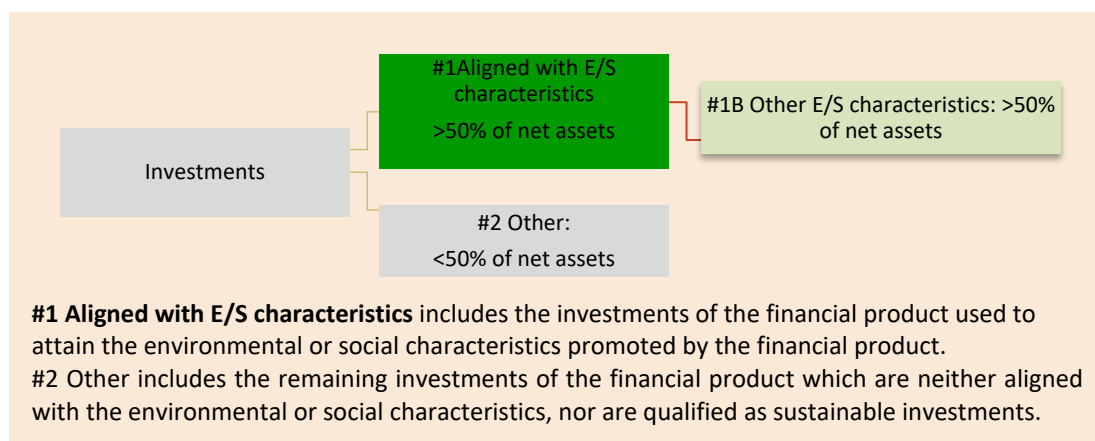 #1Aligned with E/S
characteristics
>50% of net assets
#1B Other E/S characteristics: >50%
of net assets
Investments
#2 Other:
<50% of net assets
#1 Aligned with E/S characteristics includes the investments of the financial product used to
attain the environmental or social characteristics promoted by the financial product.
#2 Other includes the remaining investments of the financial product which are neither aligned
with the environmental or social characteristics, nor are qualified as sustainable investments.